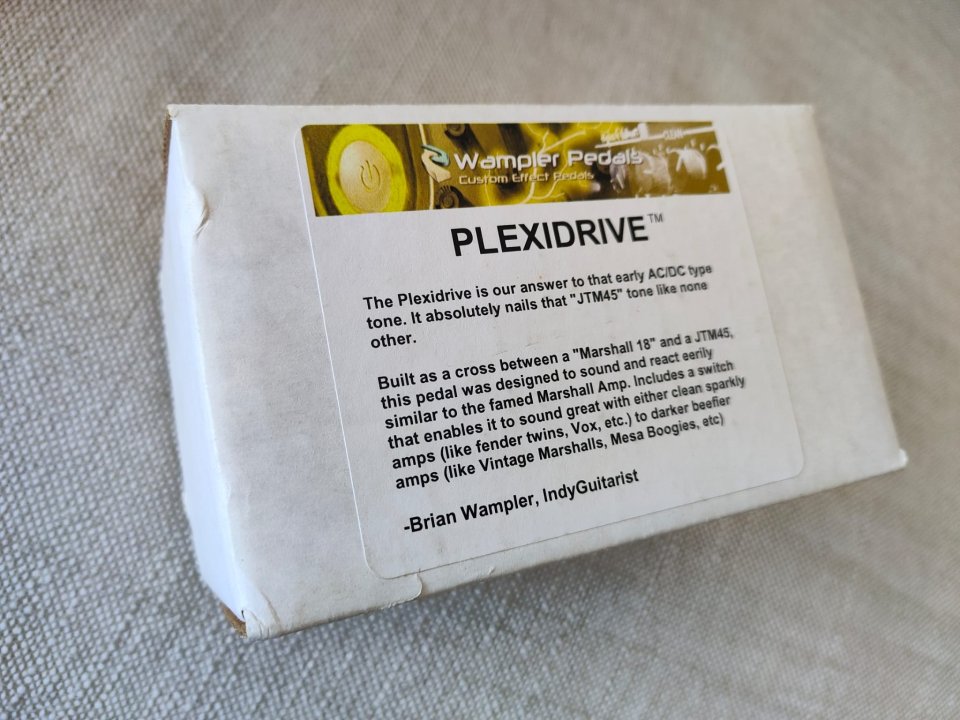 Wampler Pedals
Custom Effect Pedals
PLEXIDRIVE™
The Plexidrive is our answer to that early AC/DC type
tone. It absolutely nails that "JTM45" tone like none
other.
Built as a cross between a "Marshall 18" and a JTM45,
this pedal was designed to sound and react eerily
similar to the famed Marshall Amp. Includes a switch
that enables it to sound great with either clean sparkly
amps (like fender twins, Vox, etc.) to darker beefier
amps (like Vintage Marshalls, Mesa Boogies, etc)
-Brian Wampler, IndyGuitarist